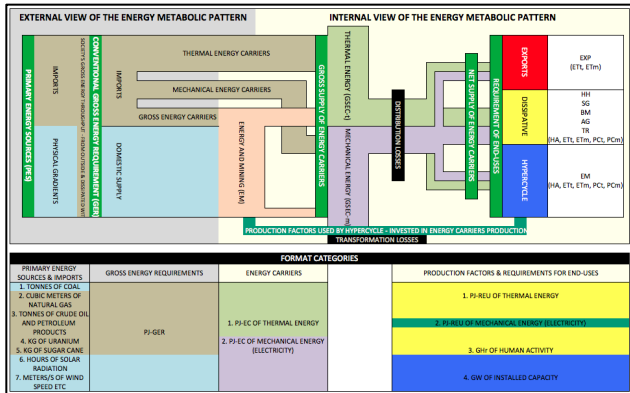 EXTERNAL VIEW OF THE ENERGY METABOLIC PATTERN
INTERNAL VIEW OF THE ENERGY METABOLIC PATTERN
PRIMARY ENERGY SOURCES (PES)
IMPORTS
PHYSICAL GRADIENTS
CONVENTIONAL GROSS ENERGY REQUIREMENT (GER)
IMPORTS
DOMESTIC SUPPLY
THERMAL ENERGY CARRIERS
MECHANICAL ENERGY CARRIERS
GROSS ENERGY CARRIERS
ENERGY AND MINING (EM)
GROSS SUPPLY OF ENERGY CARRIERS
THERMAL ENERGY (GSEC-t)
MECHANICAL ENERGY (GSEC-m)
DISTRIBUTION LOSSES
NET SUPPLY OF ENERGY CARRIERS
REQUIREMENT OF END-USES
EXPORTS
DISSIPATIVE
HYPERCYCLE
EXP
(ETt, ETm)
HH
SG
BM
AG
TR
(HA, ETt, ETm, PCt, PCm)
EM
(HA, ETt, ETm, PCt, PCm)
PRODUCTION FACTORS USED BY HYPERCYCLE - INVESTED IN ENERGY CARRIERS PRODUCTION
TRANSFORMATION LOSSES
FORMAT CATEGORIES
PRIMARY ENERGY
SOURCES & IMPORTS
GROSS ENERGY REQUIREMENTS
ENERGY CARRIERS
PRODUCTION FACTORS & REQUIREMENTS FOR END-USES
1. TONNES OF COAL
2. CUBIC METERS OF
NATURAL GAS
3. TONNES OF CRUDE OIL
AND PETROLEUM
PRODUCTS
4. KG OF URANIUM
5. KG OF SUGAR CANE
6. HOURS OF SOLAR
RADIATION
7. METERS/S OF WIND
SPEED ETC
PJ-GER
1. PJ-EC OF THERMAL ENERGY
2. PJ-EC OF MECHANICAL ENERGY
(ELECTRICITY)
1. PJ-REU OF THERMAL ENERGY
2. PJ-REU OF MECHANICAL ENERGY (ELECTRICITY)
3. GHr OF HUMAN ACTIVITY
4. GW OF INSTALLED CAPACITY